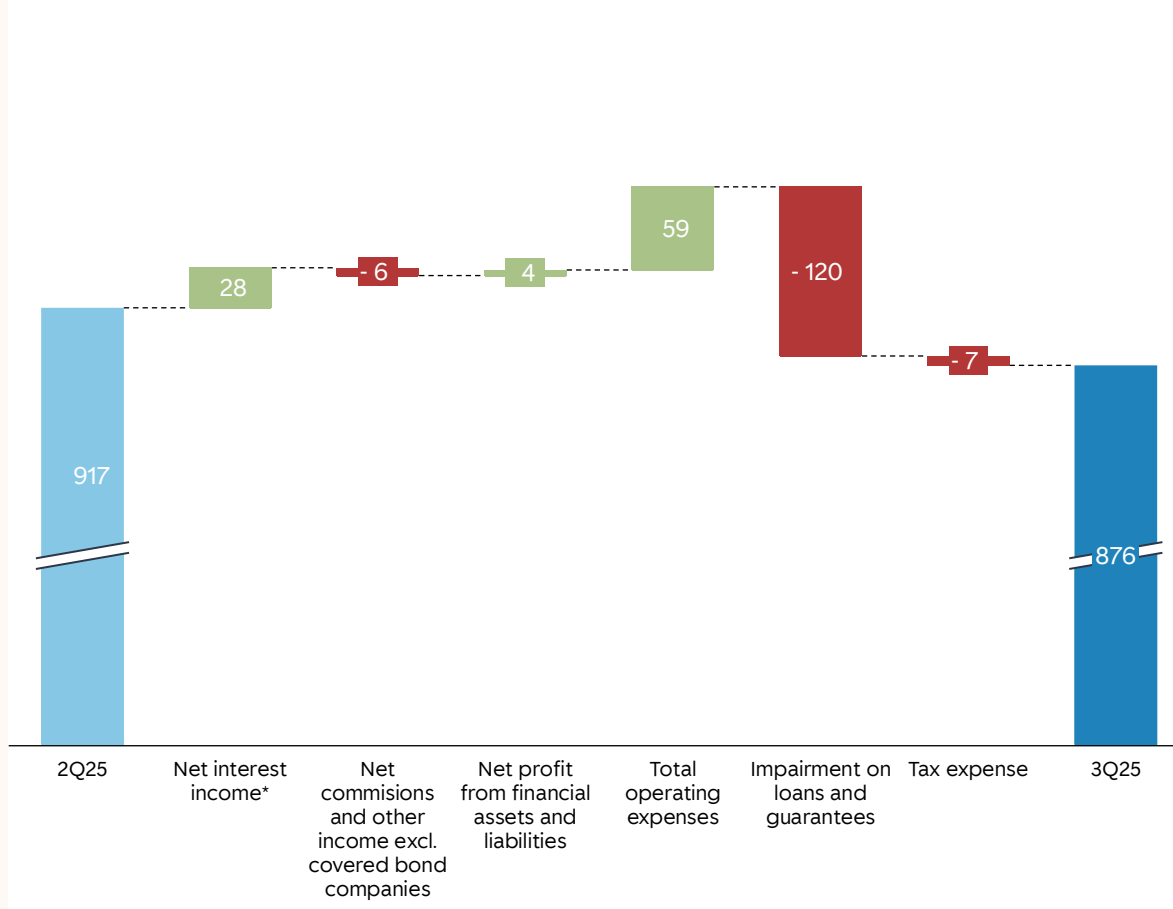 59
28
- 6
4
- 120
- 7
917
876
2Q25
Net interest
income*
Net
commisions
and other
income excl.
covered bond
companies
Net profit
from financial
assets and
liabilities
Total
operating
expenses
Impairment on
loans and
guarantees
Tax expense
3Q25